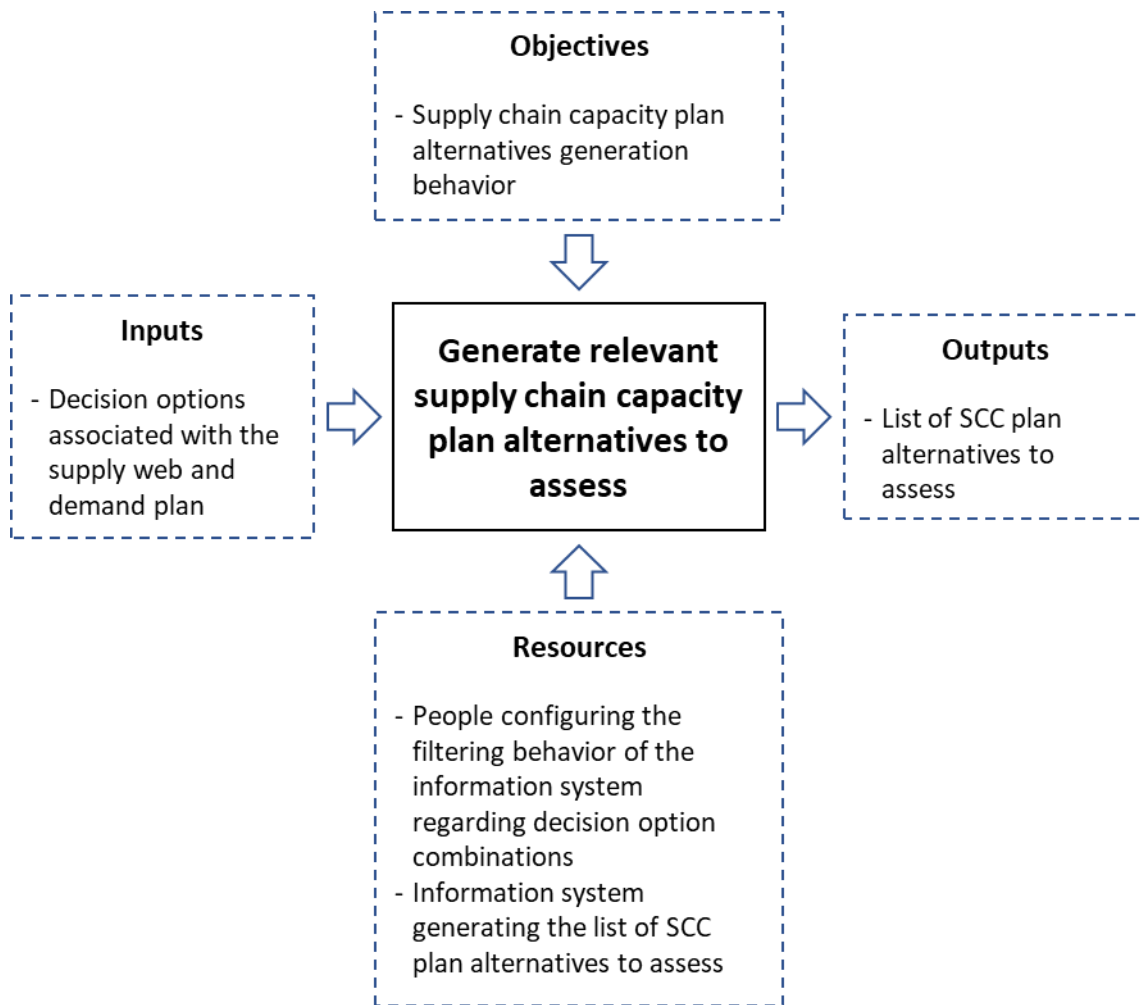 Objectives
- Supply chain capacity plan
alternatives generation
behavior
Inputs
- Decision options
associated with the
supply web and
demand plan
Generate relevant
supply chain capacity
plan alternatives to
assess
Outputs
- List of SCC plan
alternatives to
assess
Resources
- People configuring the
filtering behavior of the
information system
regarding decision option
combinations
- Information system
generating the list of SCC
plan alternatives to assess